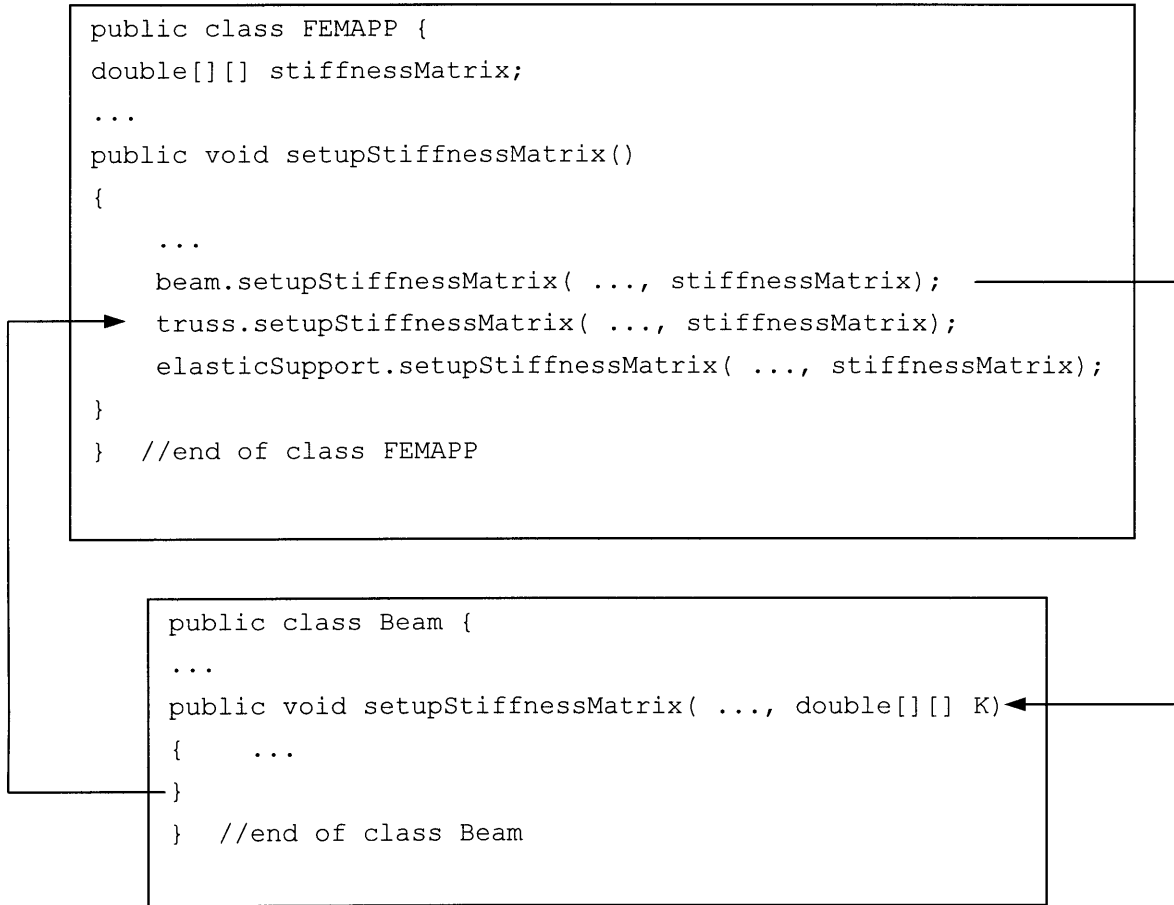 public class FEMAPP {
double[][] stiffnessMatrix;
...
public void setupStiffnessMatrix()
{
...
beam.setupStiffnessMatrix( ..., stiffnessMatrix);
truss.setupStiffnessMatrix( ..., stiffnessMatrix);
elasticSupport.setupStiffnessMatrix( ..., stiffnessMatrix);
}
} //end of class FEMAPP
public class Beam {
...
public void setupStiffnessMatrix( ..., double[][] K)
{ ...
}
} //end of class Beam